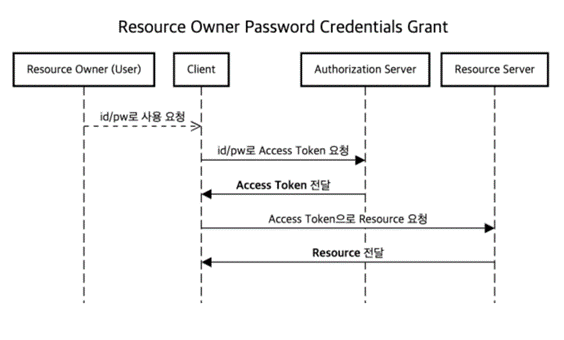 Resource Owner Password Credentials Grant
Resource Owner (User)
Client
Authorization Server
Resource Server
id/pw로 사용 요청
id/pw로 Access Token 요청
Access Token 전달
Access Token으로 Resource 요청
Resource 전달